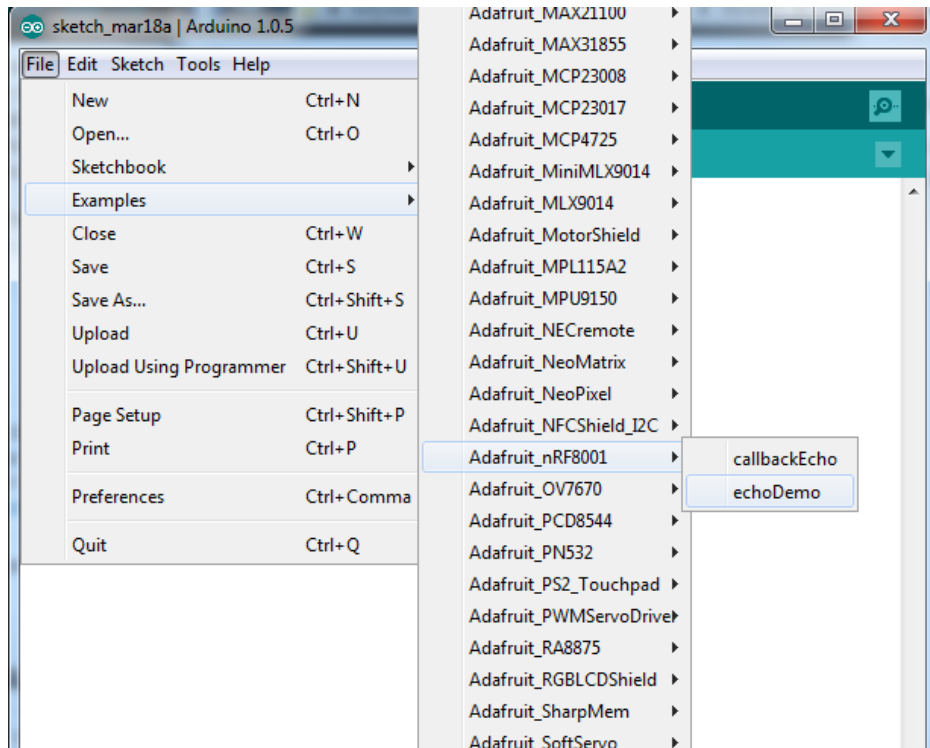 sketch_mar18a | Arduino 1.0.5
File Edit Sketch Tools Help
New Ctrl+N
Open... Ctrl+O
Sketchbook
Examples
Close Ctrl+W
Save Ctrl+S
Save As... Ctrl+Shift+S
Upload Ctrl+U
Upload Using Programmer Ctrl+Shift+U
Page Setup Ctrl+Shift+P
Print Ctrl+P
Preferences Ctrl+Comma
Quit Ctrl+Q
Adafruit_MAX21100
Adafruit_MAX31855
Adafruit_MCP23008
Adafruit_MCP23017
Adafruit_MCP4725
Adafruit_MiniMLX9014
Adafruit_MLX9014
Adafruit_MotorShield
Adafruit_MPL115A2
Adafruit_MPU9150
Adafruit_NECremote
Adafruit_NeoMatrix
Adafruit_NeoPixel
Adafruit_NFCShield_I2C
Adafruit_nRF8001
Adafruit_OV7670
Adafruit_PCD8544
Adafruit_PN532
Adafruit_PS2_Touchpad
Adafruit_PWMServoDriver
Adafruit_RA8875
Adafruit_RGBLCDShield
Adafruit_SharpMem
Adafruit_SoftServo
callbackEcho
echoDemo